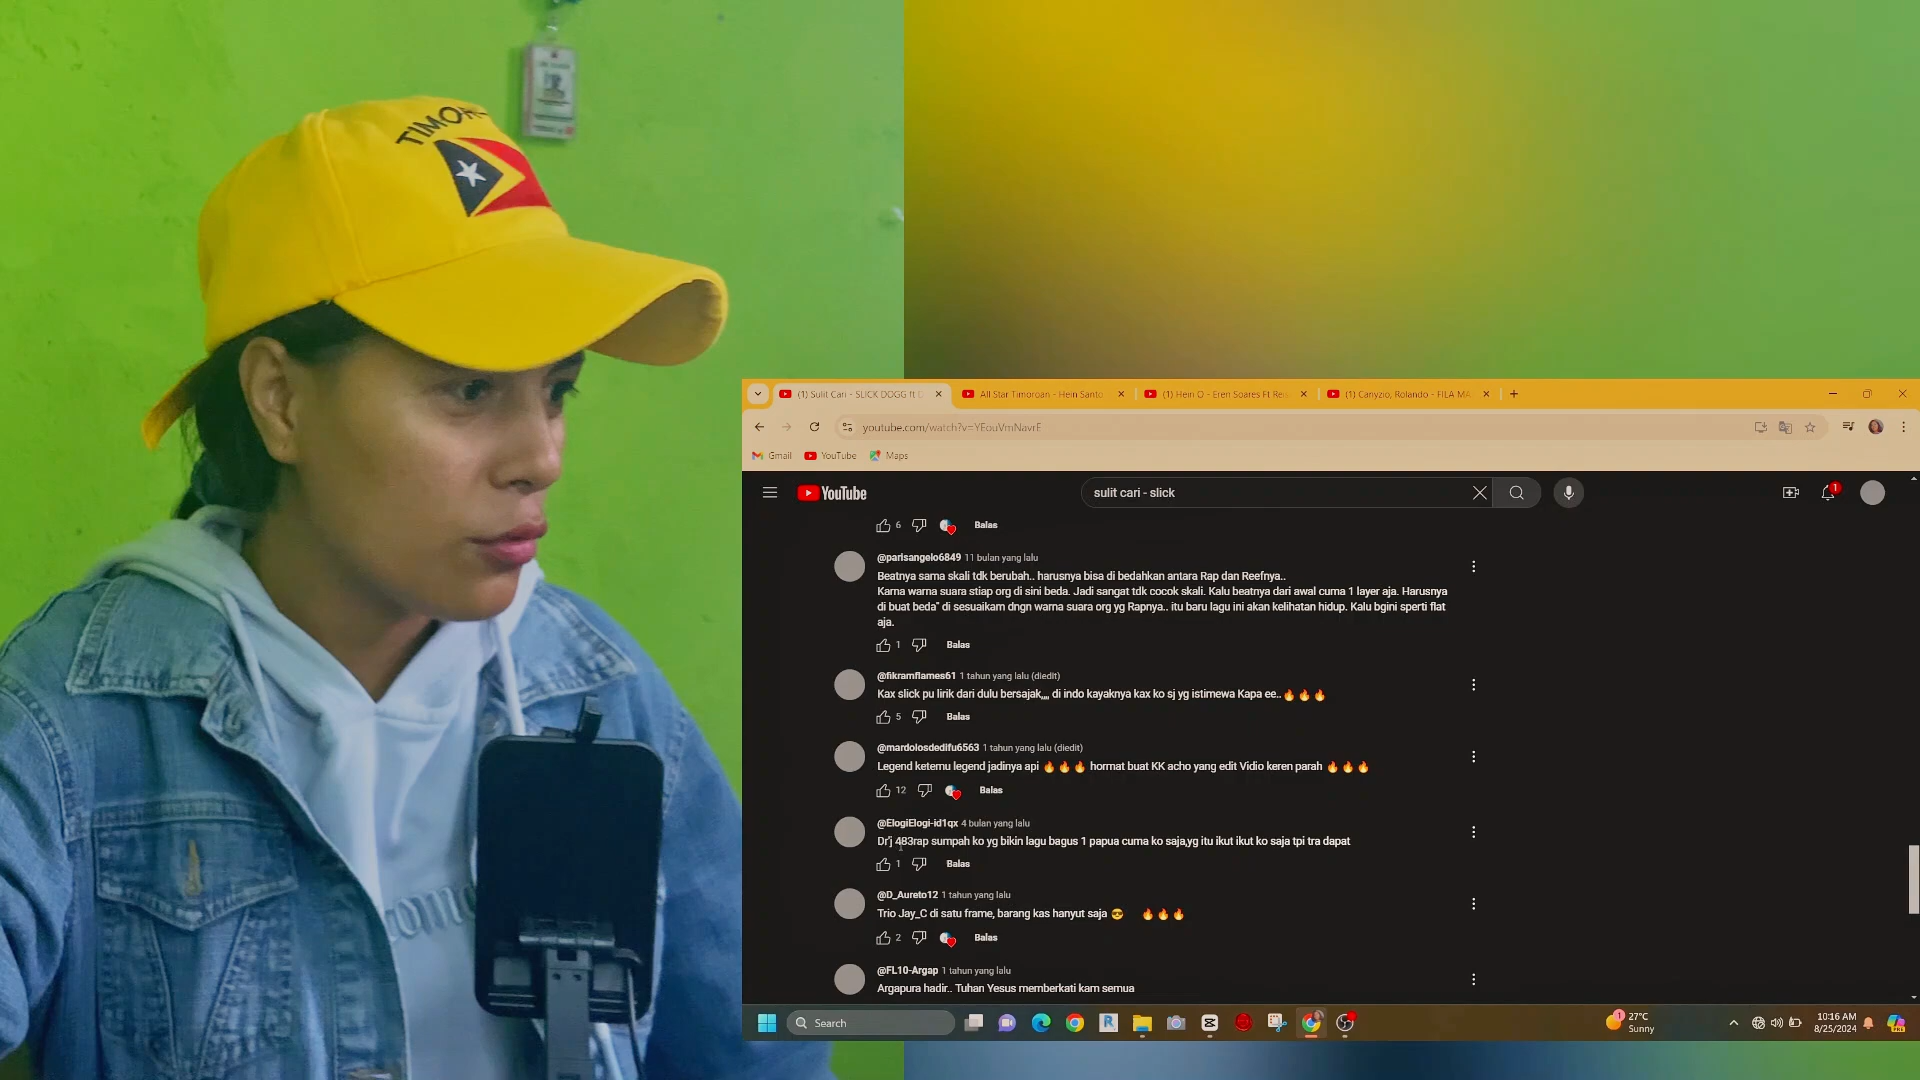 TIMOR-
(1) Sulit Cari - SLICK DOGG ft D
All Star Timoroan - Hein Santo
(1) Hein O - Eren Soares Ft Re
(1) Canyzio, Rolando - FILA MA
youtube.com/watch?v=YEouVmNavrE
Gmail YouTube Maps
YouTube
sulit cari - slick
1
6 Balas
@parisangelo6849 11 bulan yang lalu
Beatnya sama skali tdk berubah.. harusnya bisa di bedahkan antara Rap dan Reefnya..
Karna warna suara stiap org di sini beda. Jadi sangat tdk cocok skali. Kalu beatnya dari awal cuma 1 layer aja. Harusnya
di buat beda" di sesuaikam dngn warna suara org yg Rapnya.. itu baru lagu ini akan kelihatan hidup. Kalu bgini sperti flat
aja.
1 Balas
@fikramflames61 1 tahun yang lalu (diedit)
Kax slick pu lirik dari dulu bersajak,,,, di indo kayaknya kax ko sj yg istimewa Kapa ee..🔥🔥🔥
5 Balas
@mardolosdedifu6563 1 tahun yang lalu (diedit)
Legend ketemu legend jadinya api 🔥🔥🔥 hormat buat KK acho yang edit Vidio keren parah 🔥🔥🔥
12 Balas
@ElogiElogi-id1qx 4 bulan yang lalu
Dr'j 483rap sumpah ko yg bikin lagu bagus 1 papua cuma ko saja,yg itu ikut ikut ko saja tpi tra dapat
1 Balas
@D_Aureto12 1 tahun yang lalu
Trio Jay_C di satu frame, barang kas hanyut saja 😎 🔥🔥🔥
2 Balas
@FL10-Argap 1 tahun yang lalu
Argapura hadir.. Tuhan Yesus memberkati kam semua
Search
1
27°C
Sunny
10:16 AM
8/25/2024